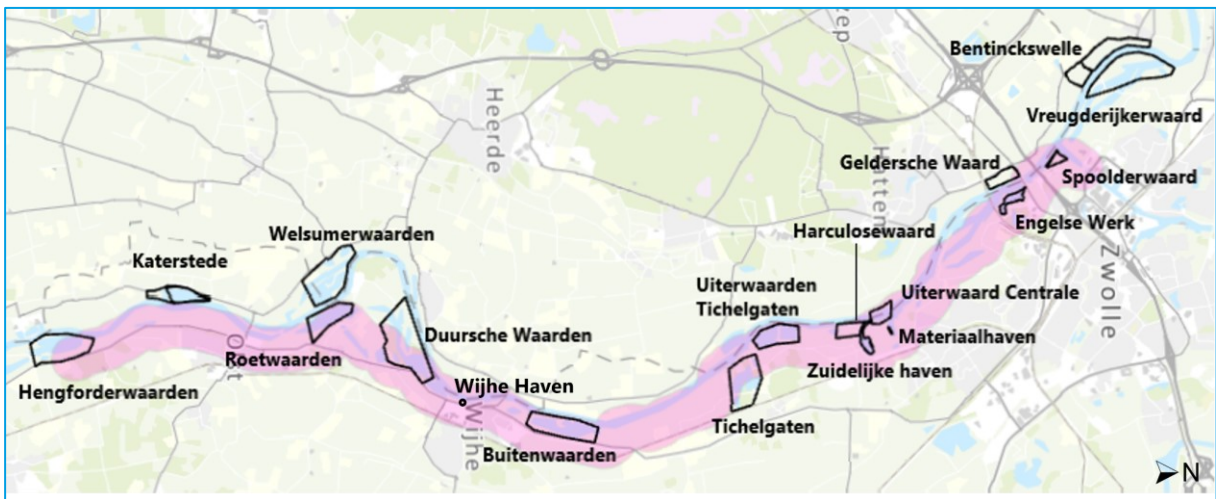 Bentinckswelle
Vreugderijkerwaard
Geldersche Waard
Spoolderwaard
Engelse Werk
Heerde
Harculosewaard
Welsumerwaarden
Katerstede
Uiterwaarden
Tichelgaten
Uiterwaard Centrale
Zwolle
Duursche Waarden
Materiaalhaven
Roetwaarden
Zuidelijke haven
Hengforderwaarden
Wijhe Haven
Tichelgaten
Wijhe
Buitenwaarden
N